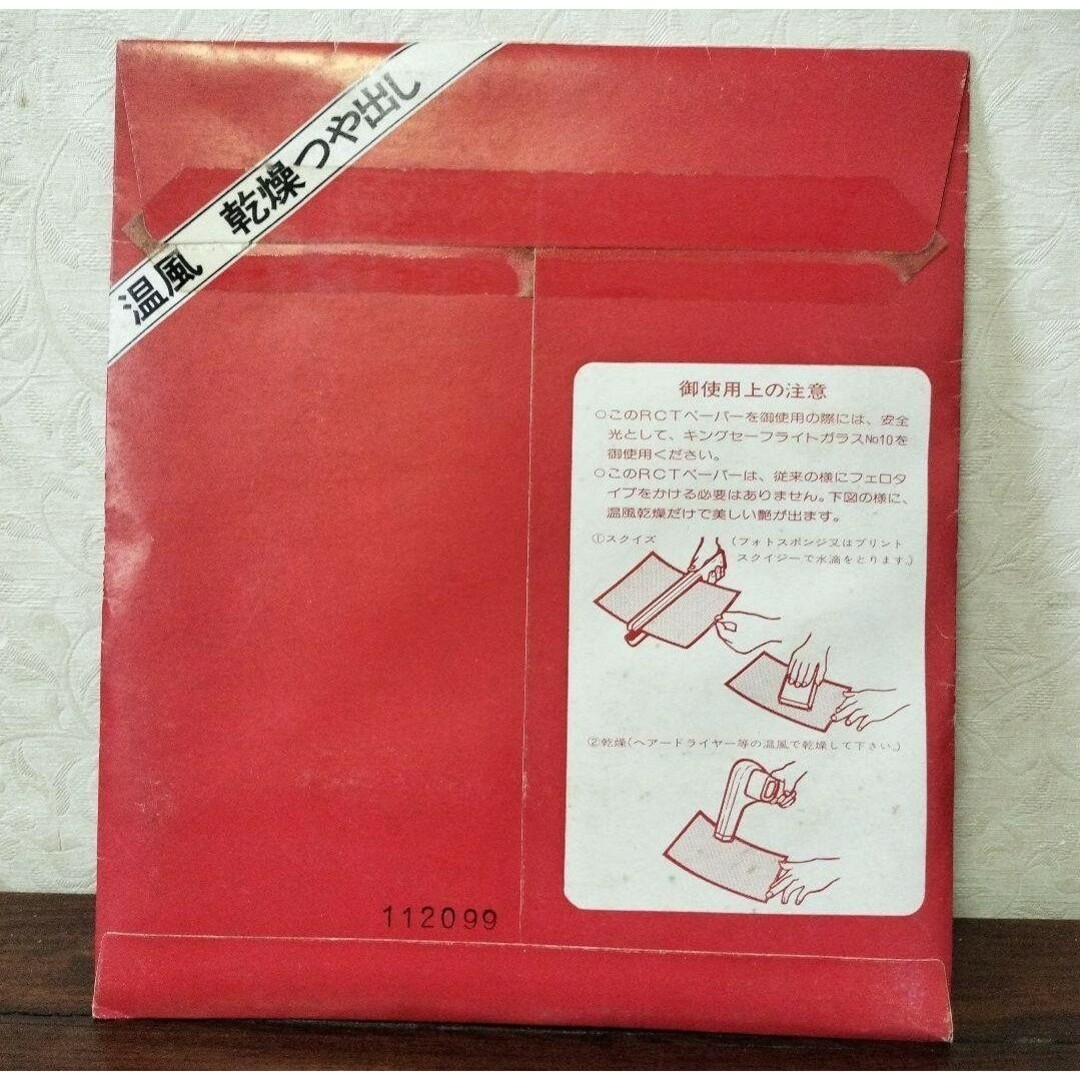 温風 乾燥つや出し
御使用上の注意
○このRCTペーパーを御使用の際には、安全
光として、キングセーフライトガラスNo10を
御使用ください。
○このRCTペーパーは、従来の様にフェロタ
イプをかける必要はありません。下図の様に、
温風乾燥だけで美しい艶が出ます。
①スクイズ (フォトスポンジ又はプリント
スクイジーで水滴をとります。)
②乾燥(ヘアードライヤー等の温風で乾燥して下さい。)
112099